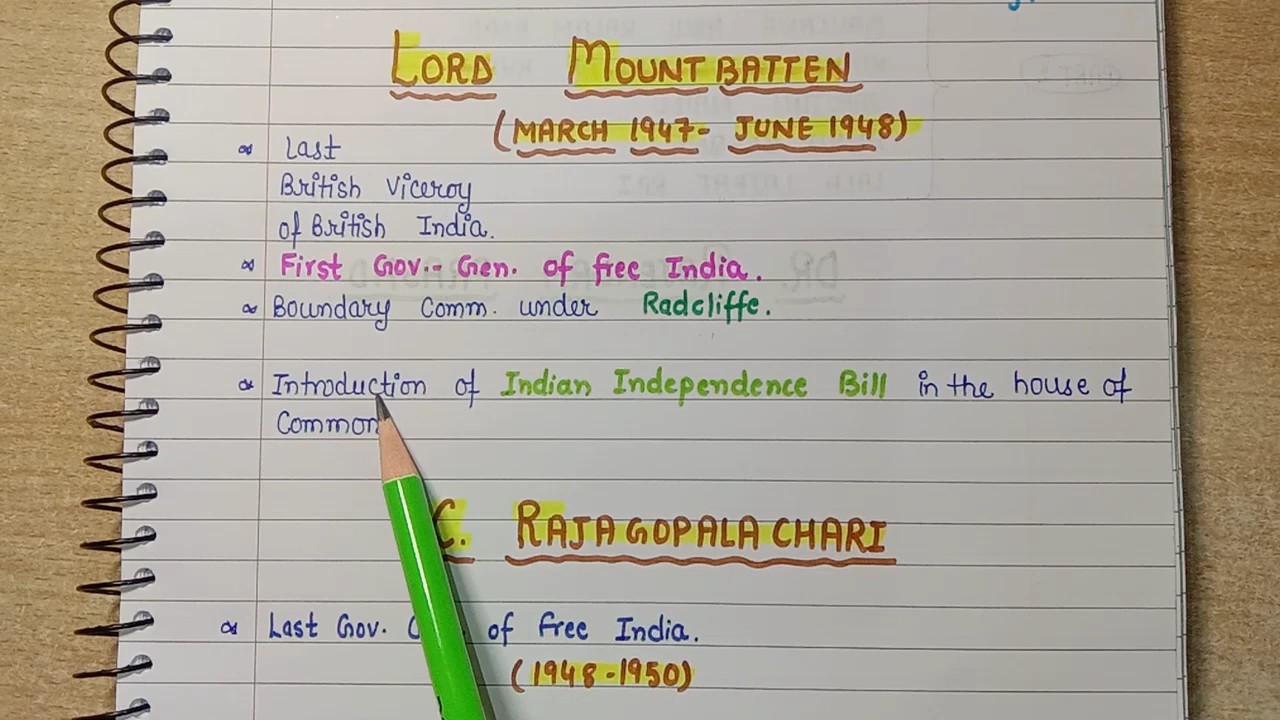 LORD MOUNTBATTEN
(MARCH 1947- JUNE 1948)
Last
British Viceroy
of British India.
First Gov.- Gen. of free India.
Boundary Comm. under Radcliffe.
Introduction of Indian Independence Bill in the house of
Common
C. RAJAGOPALACHARI
Last Gov. of free India.
(1948-1950)